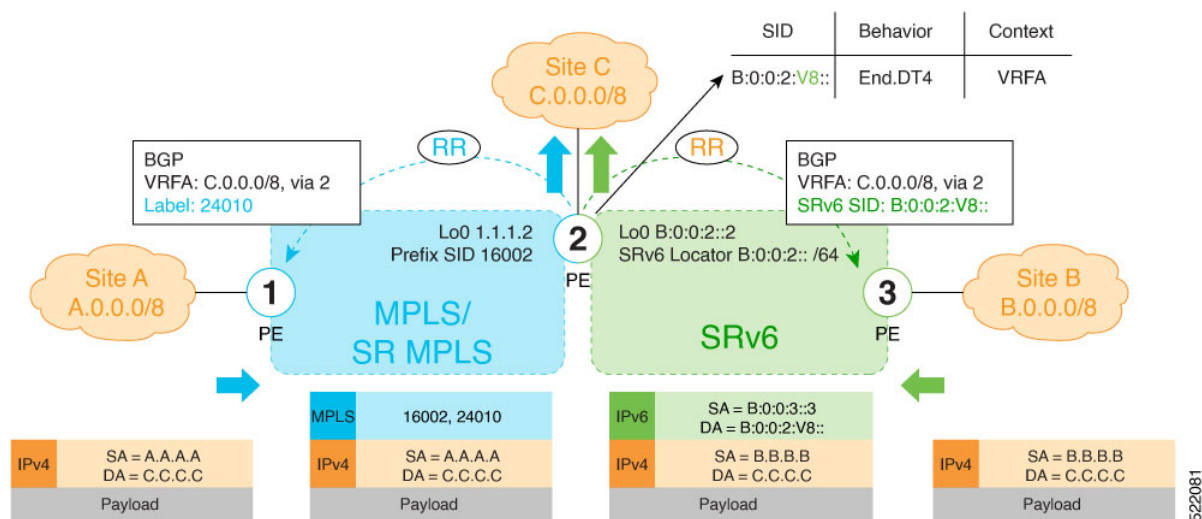 SID Behavior Context
B:0:0:2:V8:: End.DT4 VRFA
Site C
C.0.0.0/8
RR
RR
BGP
VRFA: C.0.0.0/8, via 2
Label: 24010
BGP
VRFA: C.0.0.0/8, via 2
SRv6 SID: B:0:0:2:V8::
Lo0 1.1.1.2
Prefix SID 16002
2
PE
Lo0 B:0:0:2::2
SRv6 Locator B:0:0:2:: /64
Site A
A.0.0.0/8
1
PE
MPLS/
SR MPLS
SRv6
3
PE
Site B
B.0.0.0/8
MPLS 16002, 24010
IPv6 SA = B:0:0:3::3
DA = B:0:0:2:V8::
IPv4 SA = A.A.A.A
DA = C.C.C.C
Payload
IPv4 SA = A.A.A.A
DA = C.C.C.C
Payload
IPv4 SA = B.B.B.B
DA = C.C.C.C
Payload
IPv4 SA = B.B.B.B
DA = C.C.C.C
Payload
522081